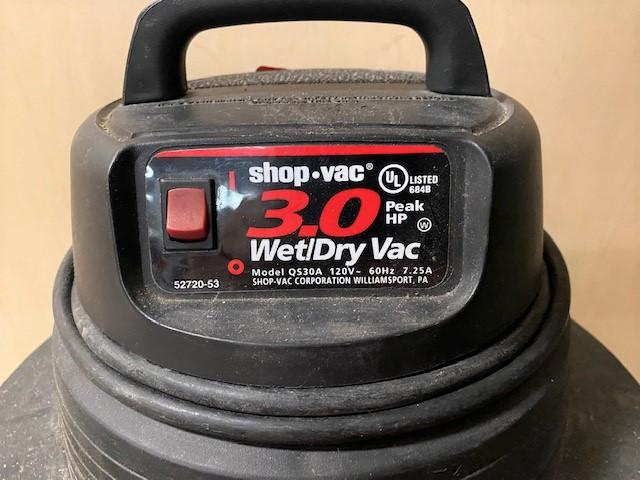 shop•vac®
UL LISTED
684B
3.0 Peak
HP
W
Wet/Dry Vac
Model QS30A 120V~ 60Hz 7.25A
52720-53
SHOP-VAC CORPORATION WILLIAMSPORT, PA